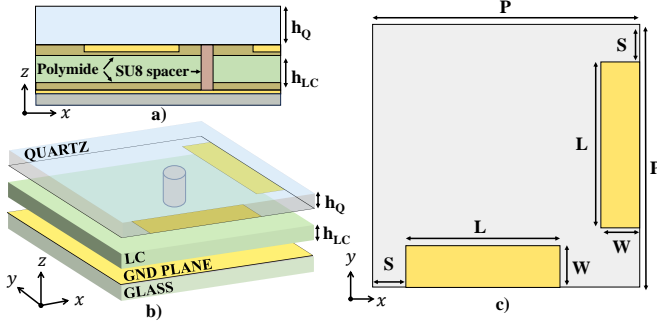 h_Q
Polymide
SU8 spacer
h_LC
z
x
a)
QUARTZ
h_Q
h_LC
LC
GND PLANE
GLASS
z
y
x
b)
P
S
L
P
W
L
S
W
y
x
c)